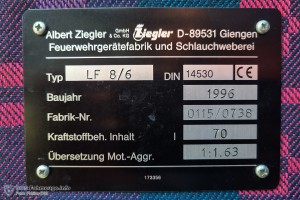 Albert Ziegler GmbH & Co. KG Ziegler D-89531 Giengen
Feuerwehrgerätefabrik und Schlauchweberei
Typ LF 8/6 DIN 14530 CE
Baujahr 1996
Fabrik-Nr. 0115/0738
Kraftstoffbeh. Inhalt l 70
Übersetzung Mot.-Aggr. 1:1.63
173356